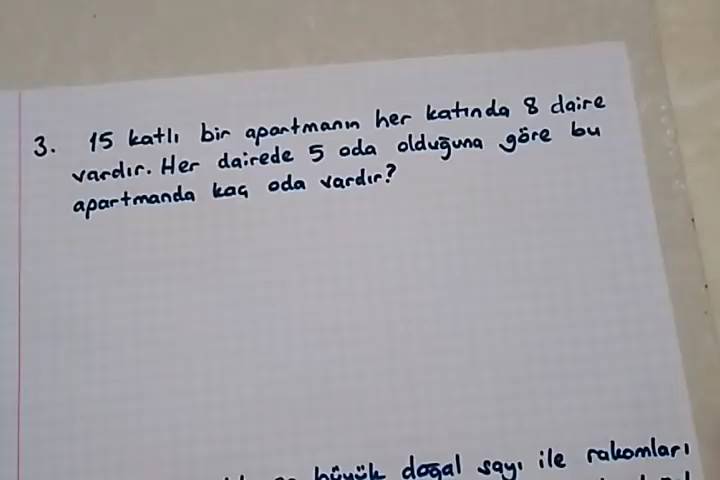 3. 15 katlı bir apartmanın her katında 8 daire
vardır. Her dairede 5 oda olduğuna göre bu
apartmanda kaç oda vardır?
büyük doğal sayı ile rakamları